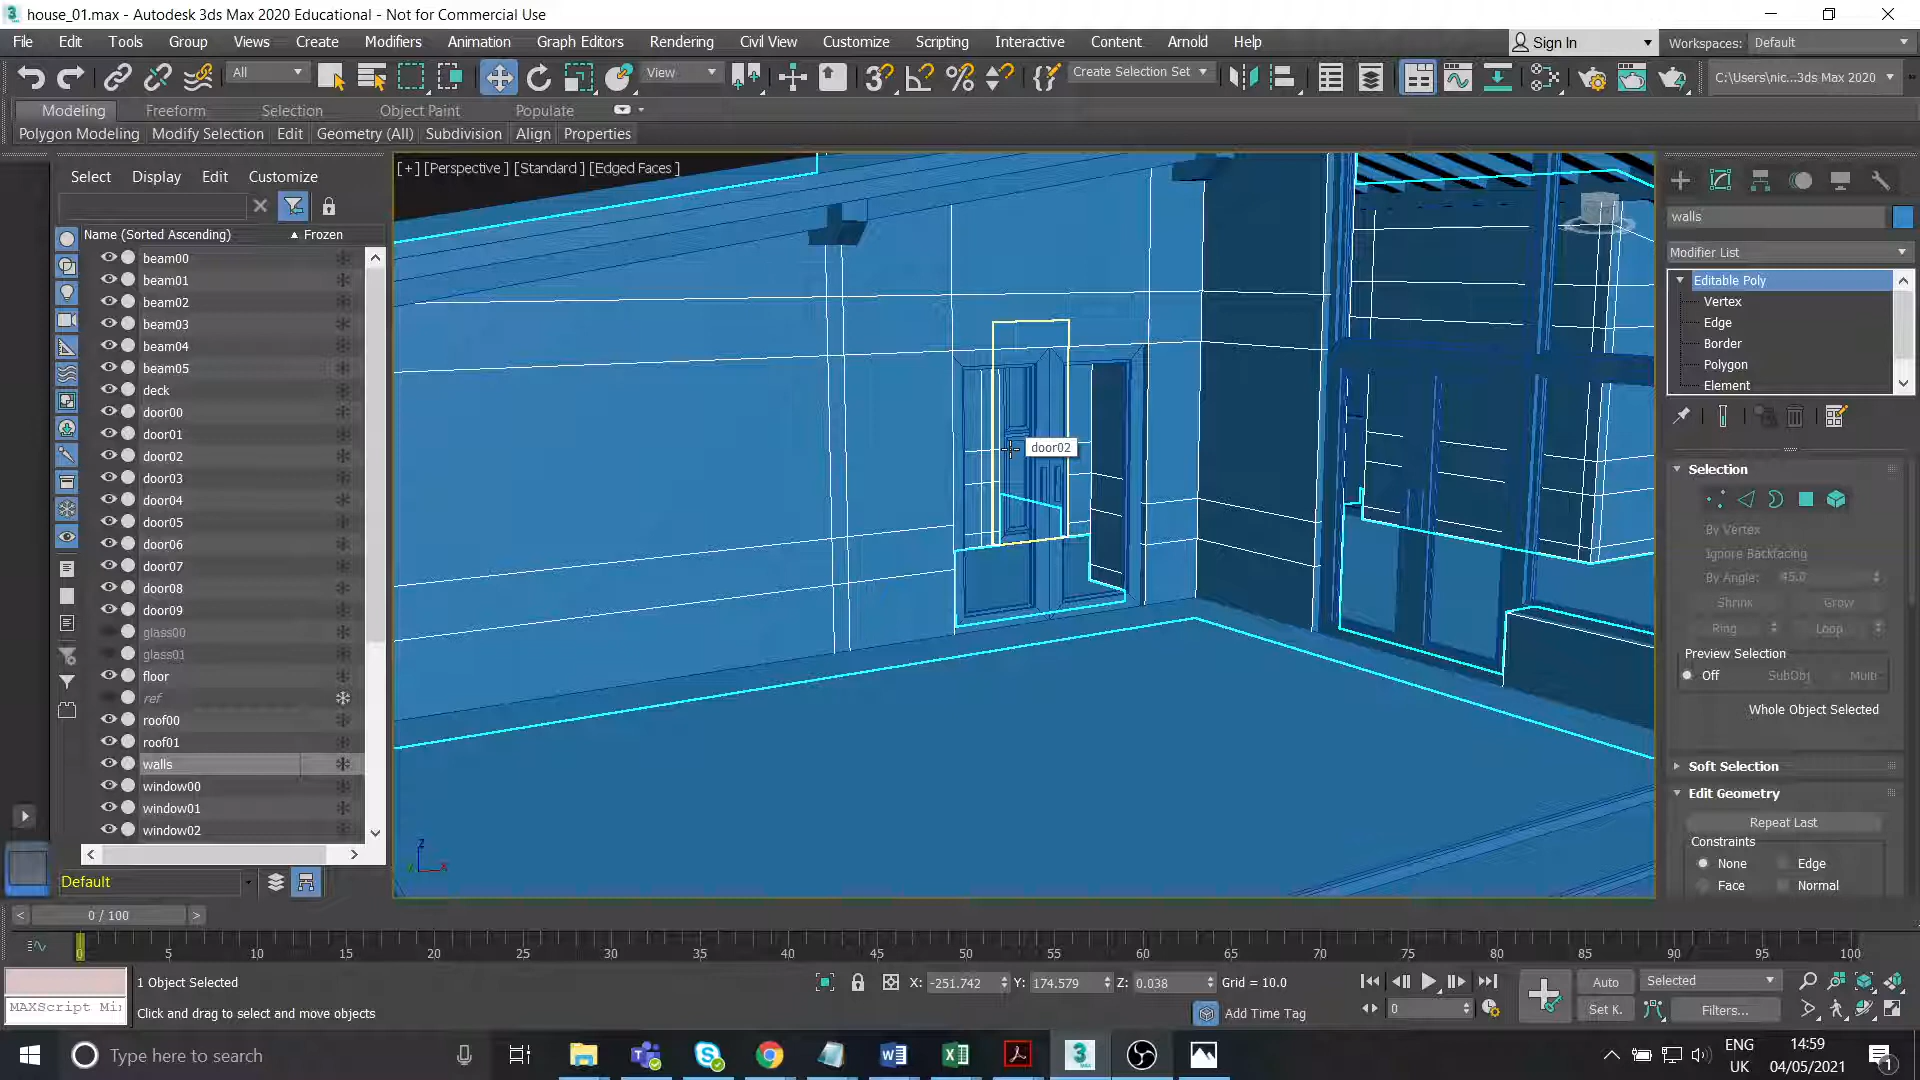 house_01.max - Autodesk 3ds Max 2020 Educational - Not for Commercial Use
File Edit Tools Group Views Create Modifiers Animation Graph Editors Rendering Civil View Customize Scripting Interactive Content Arnold Help Sign In Workspaces: Default
All View Create Selection Set C:\Users\nic...3ds Max 2020
Modeling Freeform Selection Object Paint Populate
Polygon Modeling Modify Selection Edit Geometry (All) Subdivision Align Properties
Select Display Edit Customize
Name (Sorted Ascending) Frozen
beam00
beam01
beam02
beam03
beam04
beam05
deck
door00
door01
door02
door03
door04
door05
door06
door07
door08
door09
glass00
glass01
floor
ref
roof00
roof01
walls
window00
window01
window02
Default
[+] [Perspective ] [Standard ] [Edged Faces ]
door02
z
x
walls
Modifier List
Editable Poly
Vertex
Edge
Border
Polygon
Element
Selection
By Vertex
Ignore Backfacing
By Angle: 45.0
Shrink Grow
Ring Loop
Preview Selection
Off SubObj Multi
Whole Object Selected
Soft Selection
Edit Geometry
Repeat Last
Constraints
None Edge
Face Normal
< 0 / 100 >
0 5 10 15 20 25 30 35 40 45 50 55 60 65 70 75 80 85 90 95 100
1 Object Selected X: -251.742 Y: 174.579 Z: 0.038 Grid = 10.0 Auto Selected
MAXScript Mi
Click and drag to select and move objects Add Time Tag 0 Set K. Filters...
Type here to search
ENG
UK
14:59
04/05/2021
1